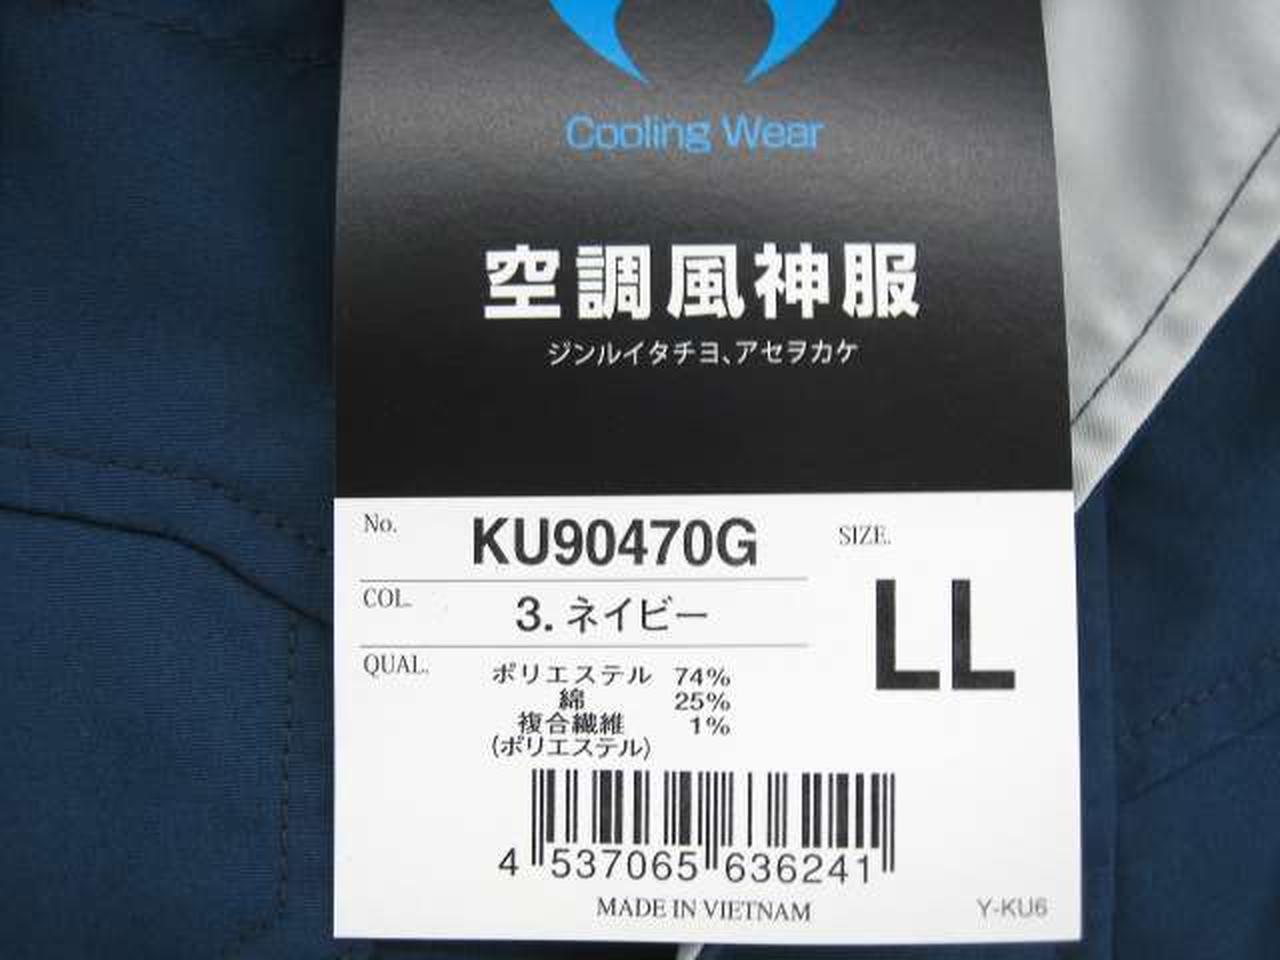 Cooling Wear
空調風神服
ジンルイタチヨ、アセヲカケ
No. KU90470G
SIZE.
LL
COL. 3. ネイビー
QUAL. ポリエステル 74%
綿 25%
複合繊維 1%
(ポリエステル)
4 537065 636241
MADE IN VIETNAM
Y-KU6